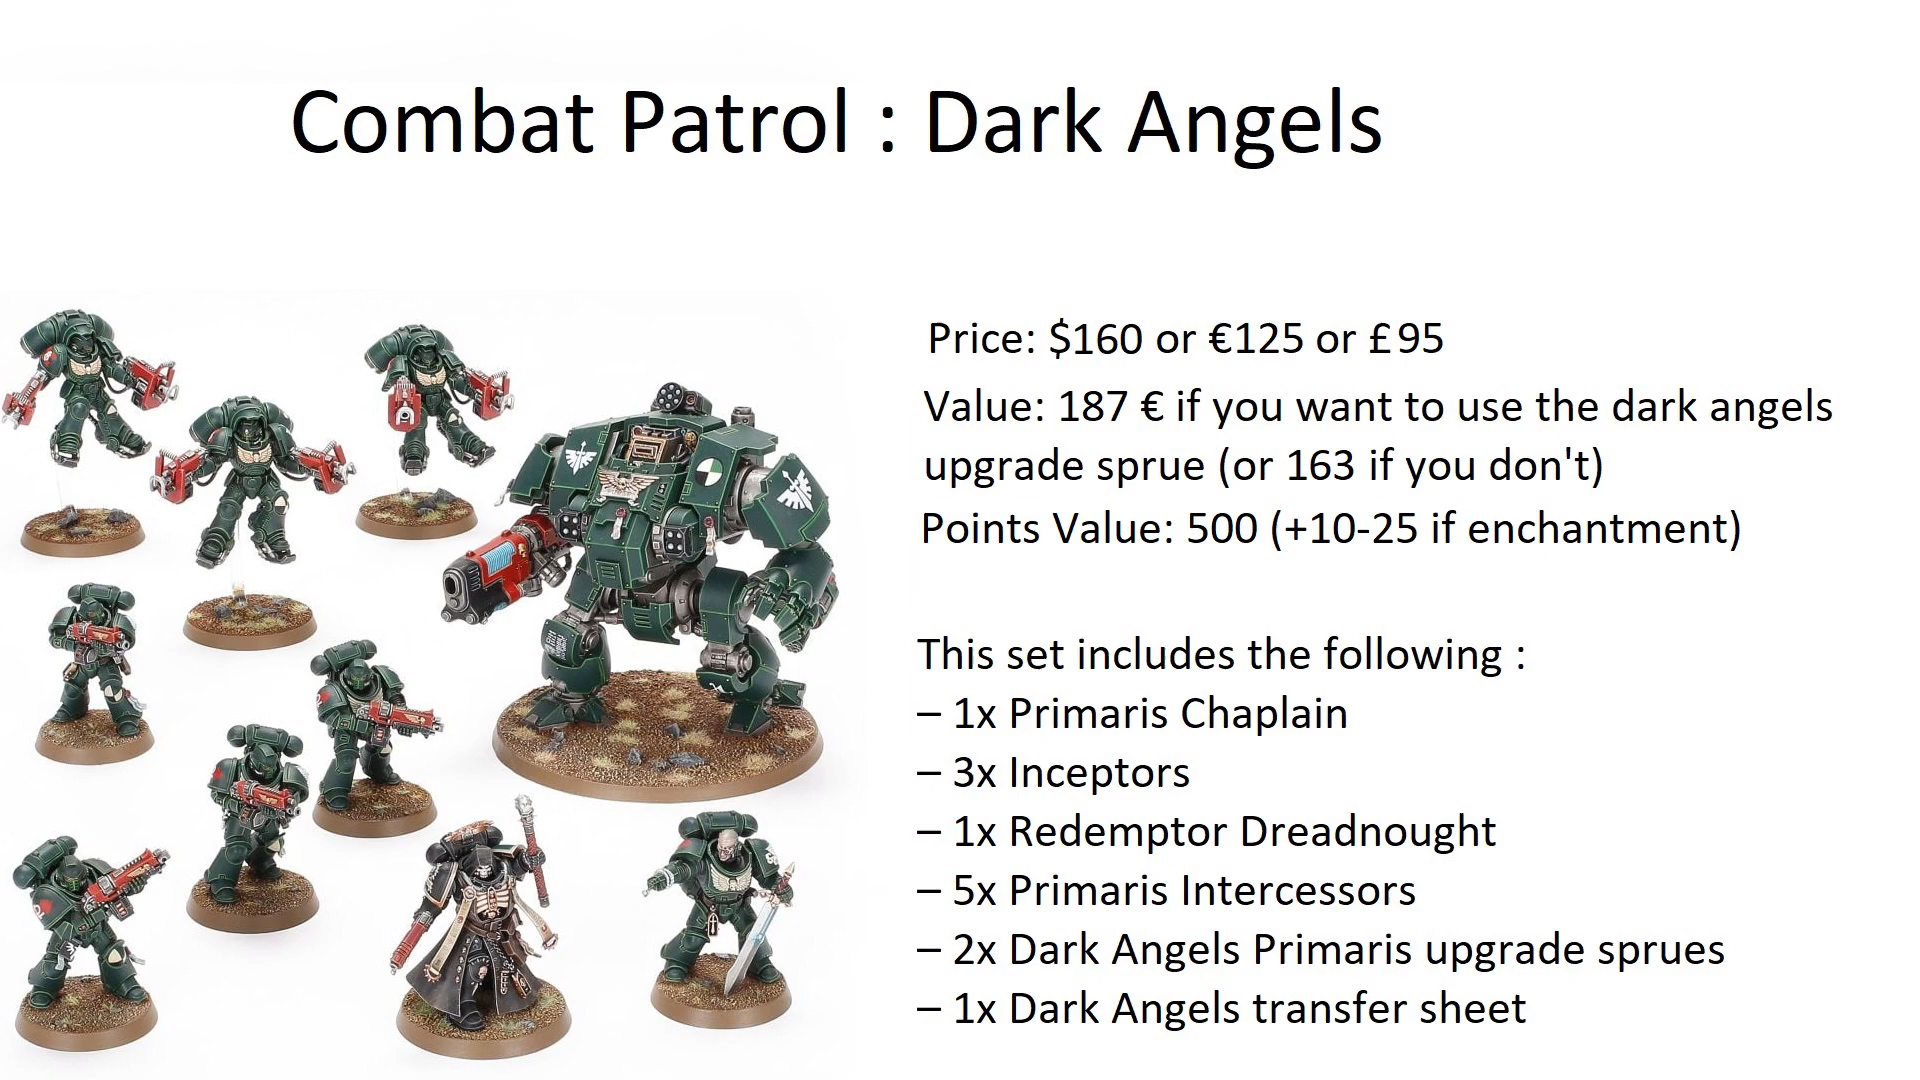 Combat Patrol : Dark Angels
Price: $160 or €125 or £95
Value: 187 € if you want to use the dark angels
upgrade sprue (or 163 if you don't)
Points Value: 500 (+10-25 if enchantment)
This set includes the following :
– 1x Primaris Chaplain
– 3x Inceptors
– 1x Redemptor Dreadnought
– 5x Primaris Intercessors
– 2x Dark Angels Primaris upgrade sprues
– 1x Dark Angels transfer sheet